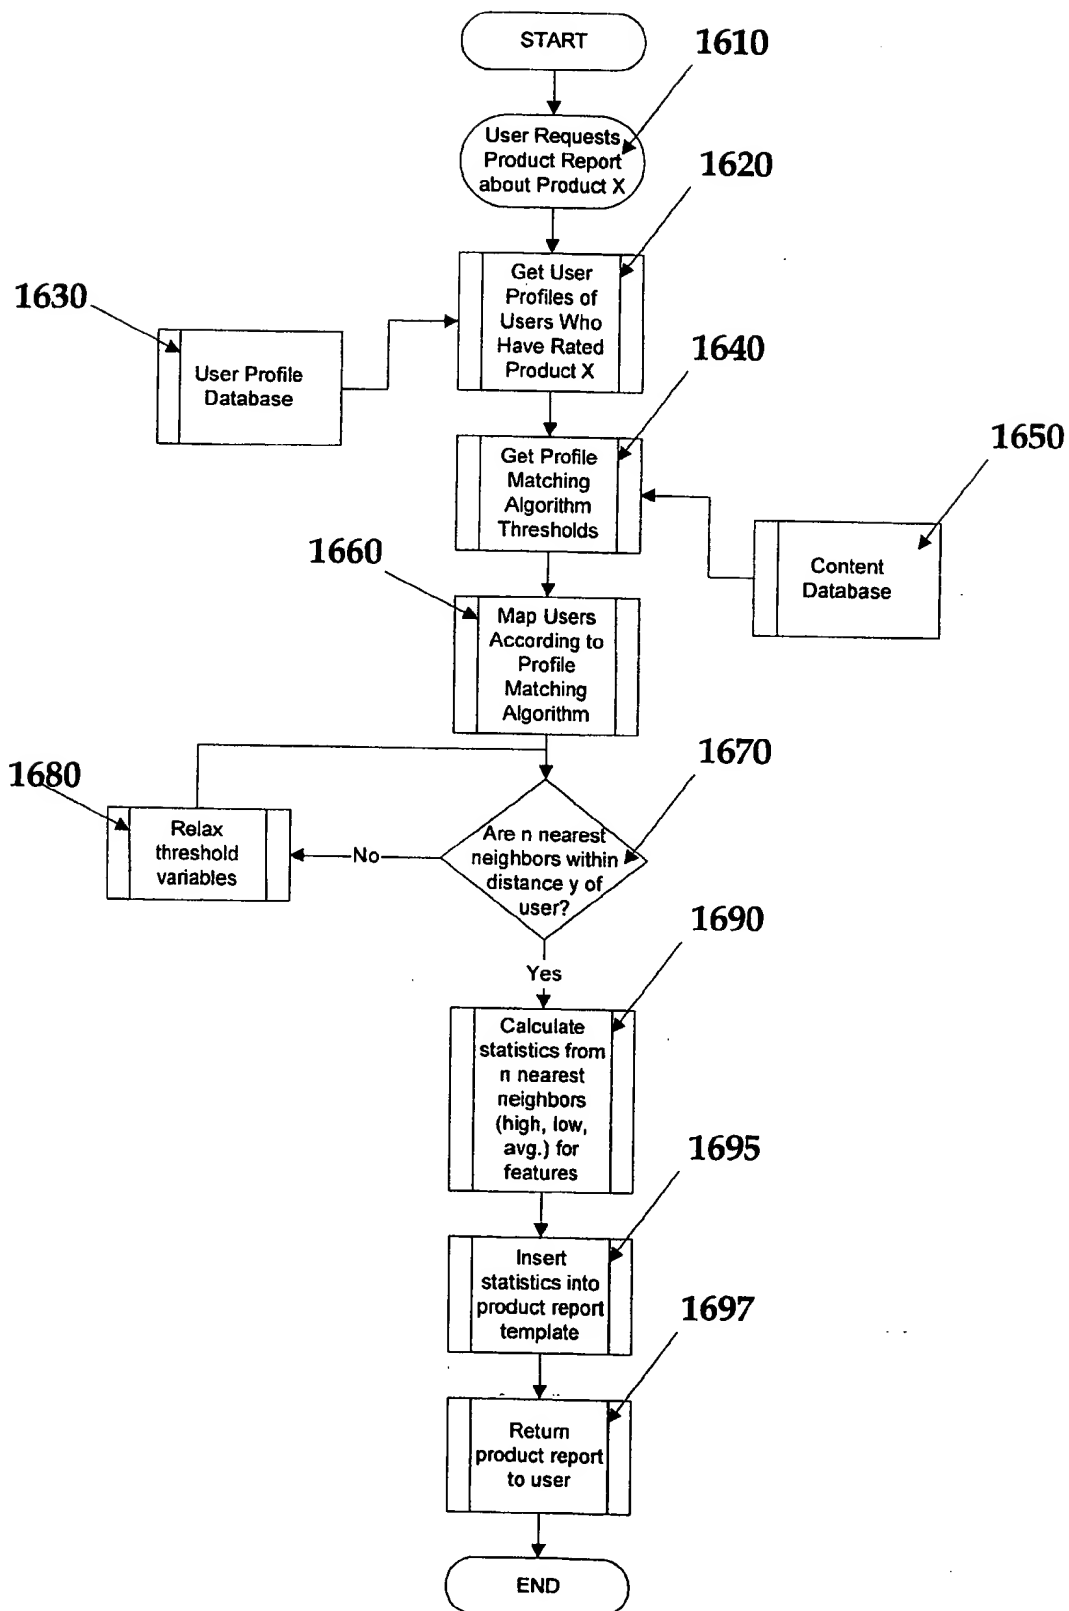 START
1610
User Requests
Product Report
about Product X
1620
Get User
Profiles of
Users Who
Have Rated
Product X
1630
User Profile
Database
1640
Get Profile
Matching
Algorithm
Thresholds
1650
Content
Database
1660
Map Users
According to
Profile
Matching
Algorithm
1670
Are n nearest
neighbors within
distance y of
user?
1680
Relax
threshold
variables
No
Yes
1690
Calculate
statistics from
n nearest
neighbors
(high, low,
avg.) for
features
1695
Insert
statistics into
product report
template
1697
Return
product report
to user
END